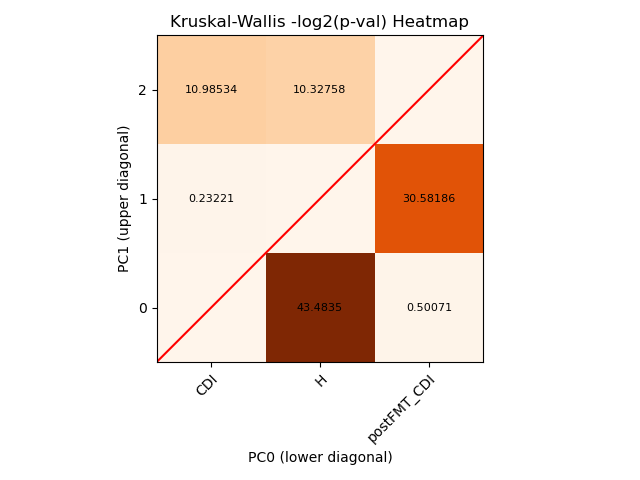 Kruskal-Wallis -log2(p-val) Heatmap
PC1 (upper diagonal)
2
10.98534
10.32758
1
0.23221
30.58186
0
43.4835
0.50071
CDI
H
postFMT_CDI
PC0 (lower diagonal)